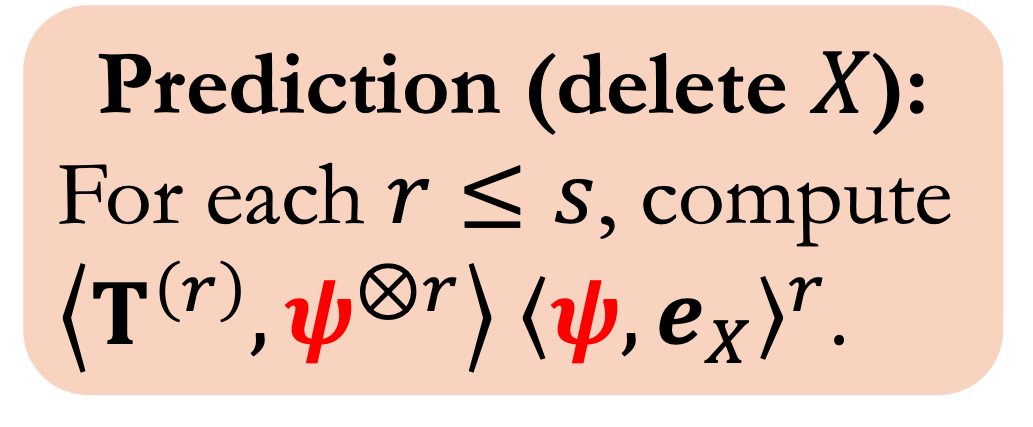 Prediction (delete X):
For each r ≤ s, compute
⟨T⁽ʳ⁾, ψ^{⊗r}⟩ ⟨ψ, e_X⟩^r.